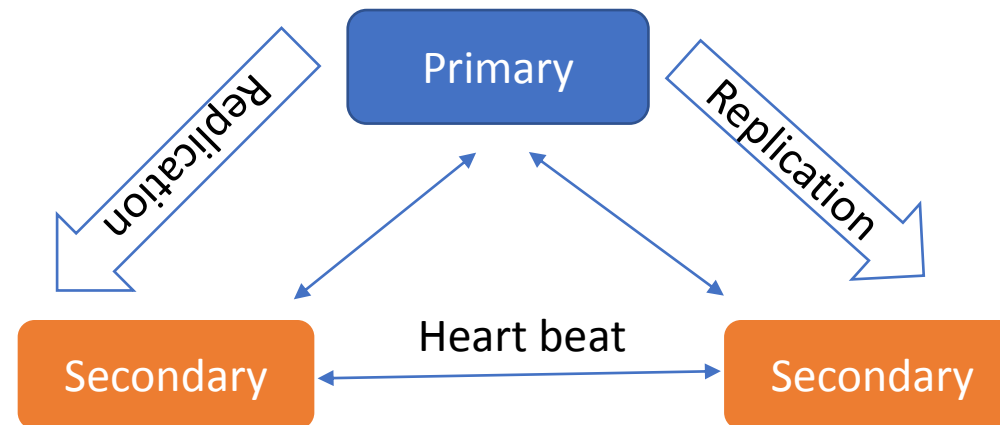 Primary
Replication
Replication
Heart beat
Secondary
Secondary